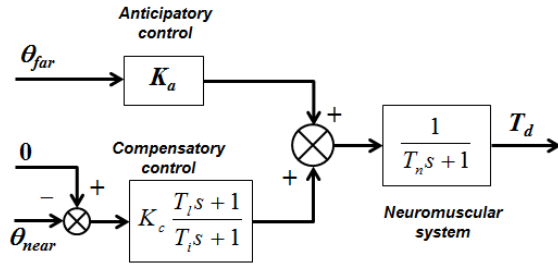 Anticipatory
control
θfar
Ka
+
0
Compensatory
control
+
+
−
θnear
Kc (Tl s + 1)/(Ti s + 1)
1/(Tn s + 1)
Td
Neuromuscular
system